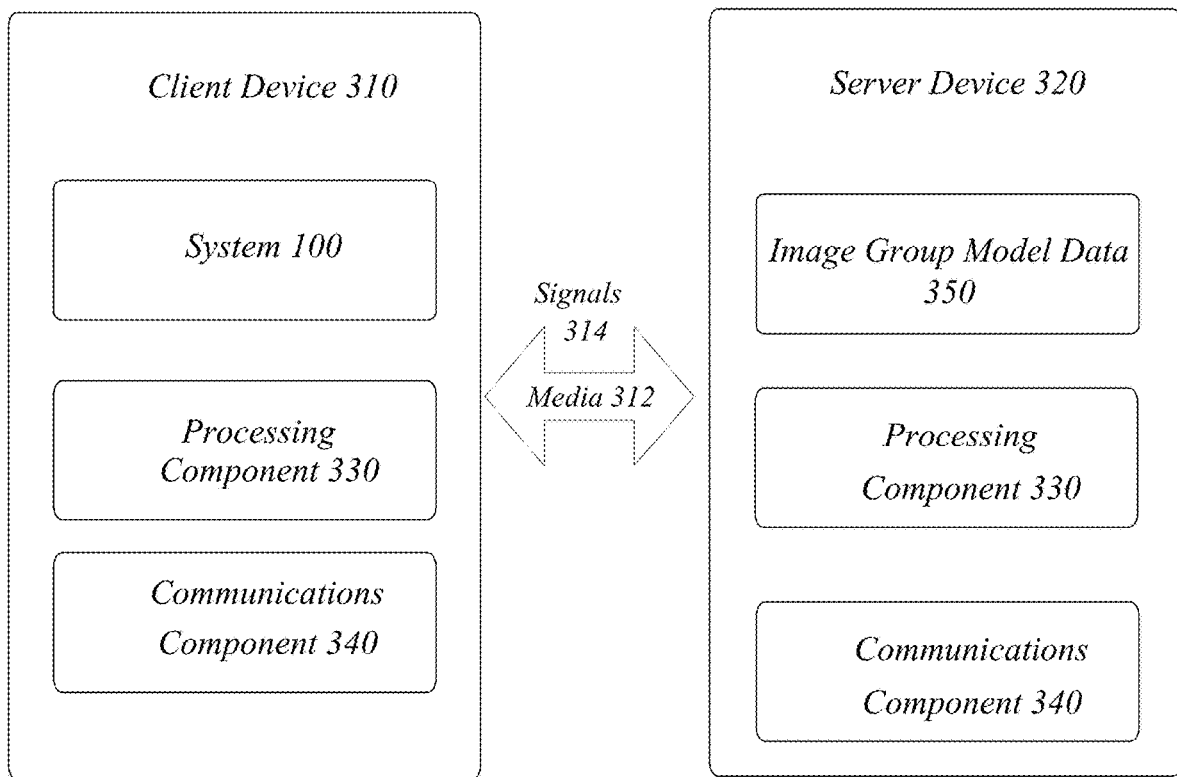 Client Device 310
System 100
Processing
Component 330
Communications
Component 340
Signals
314
Media 312
Server Device 320
Image Group Model Data
350
Processing
Component 330
Communications
Component 340